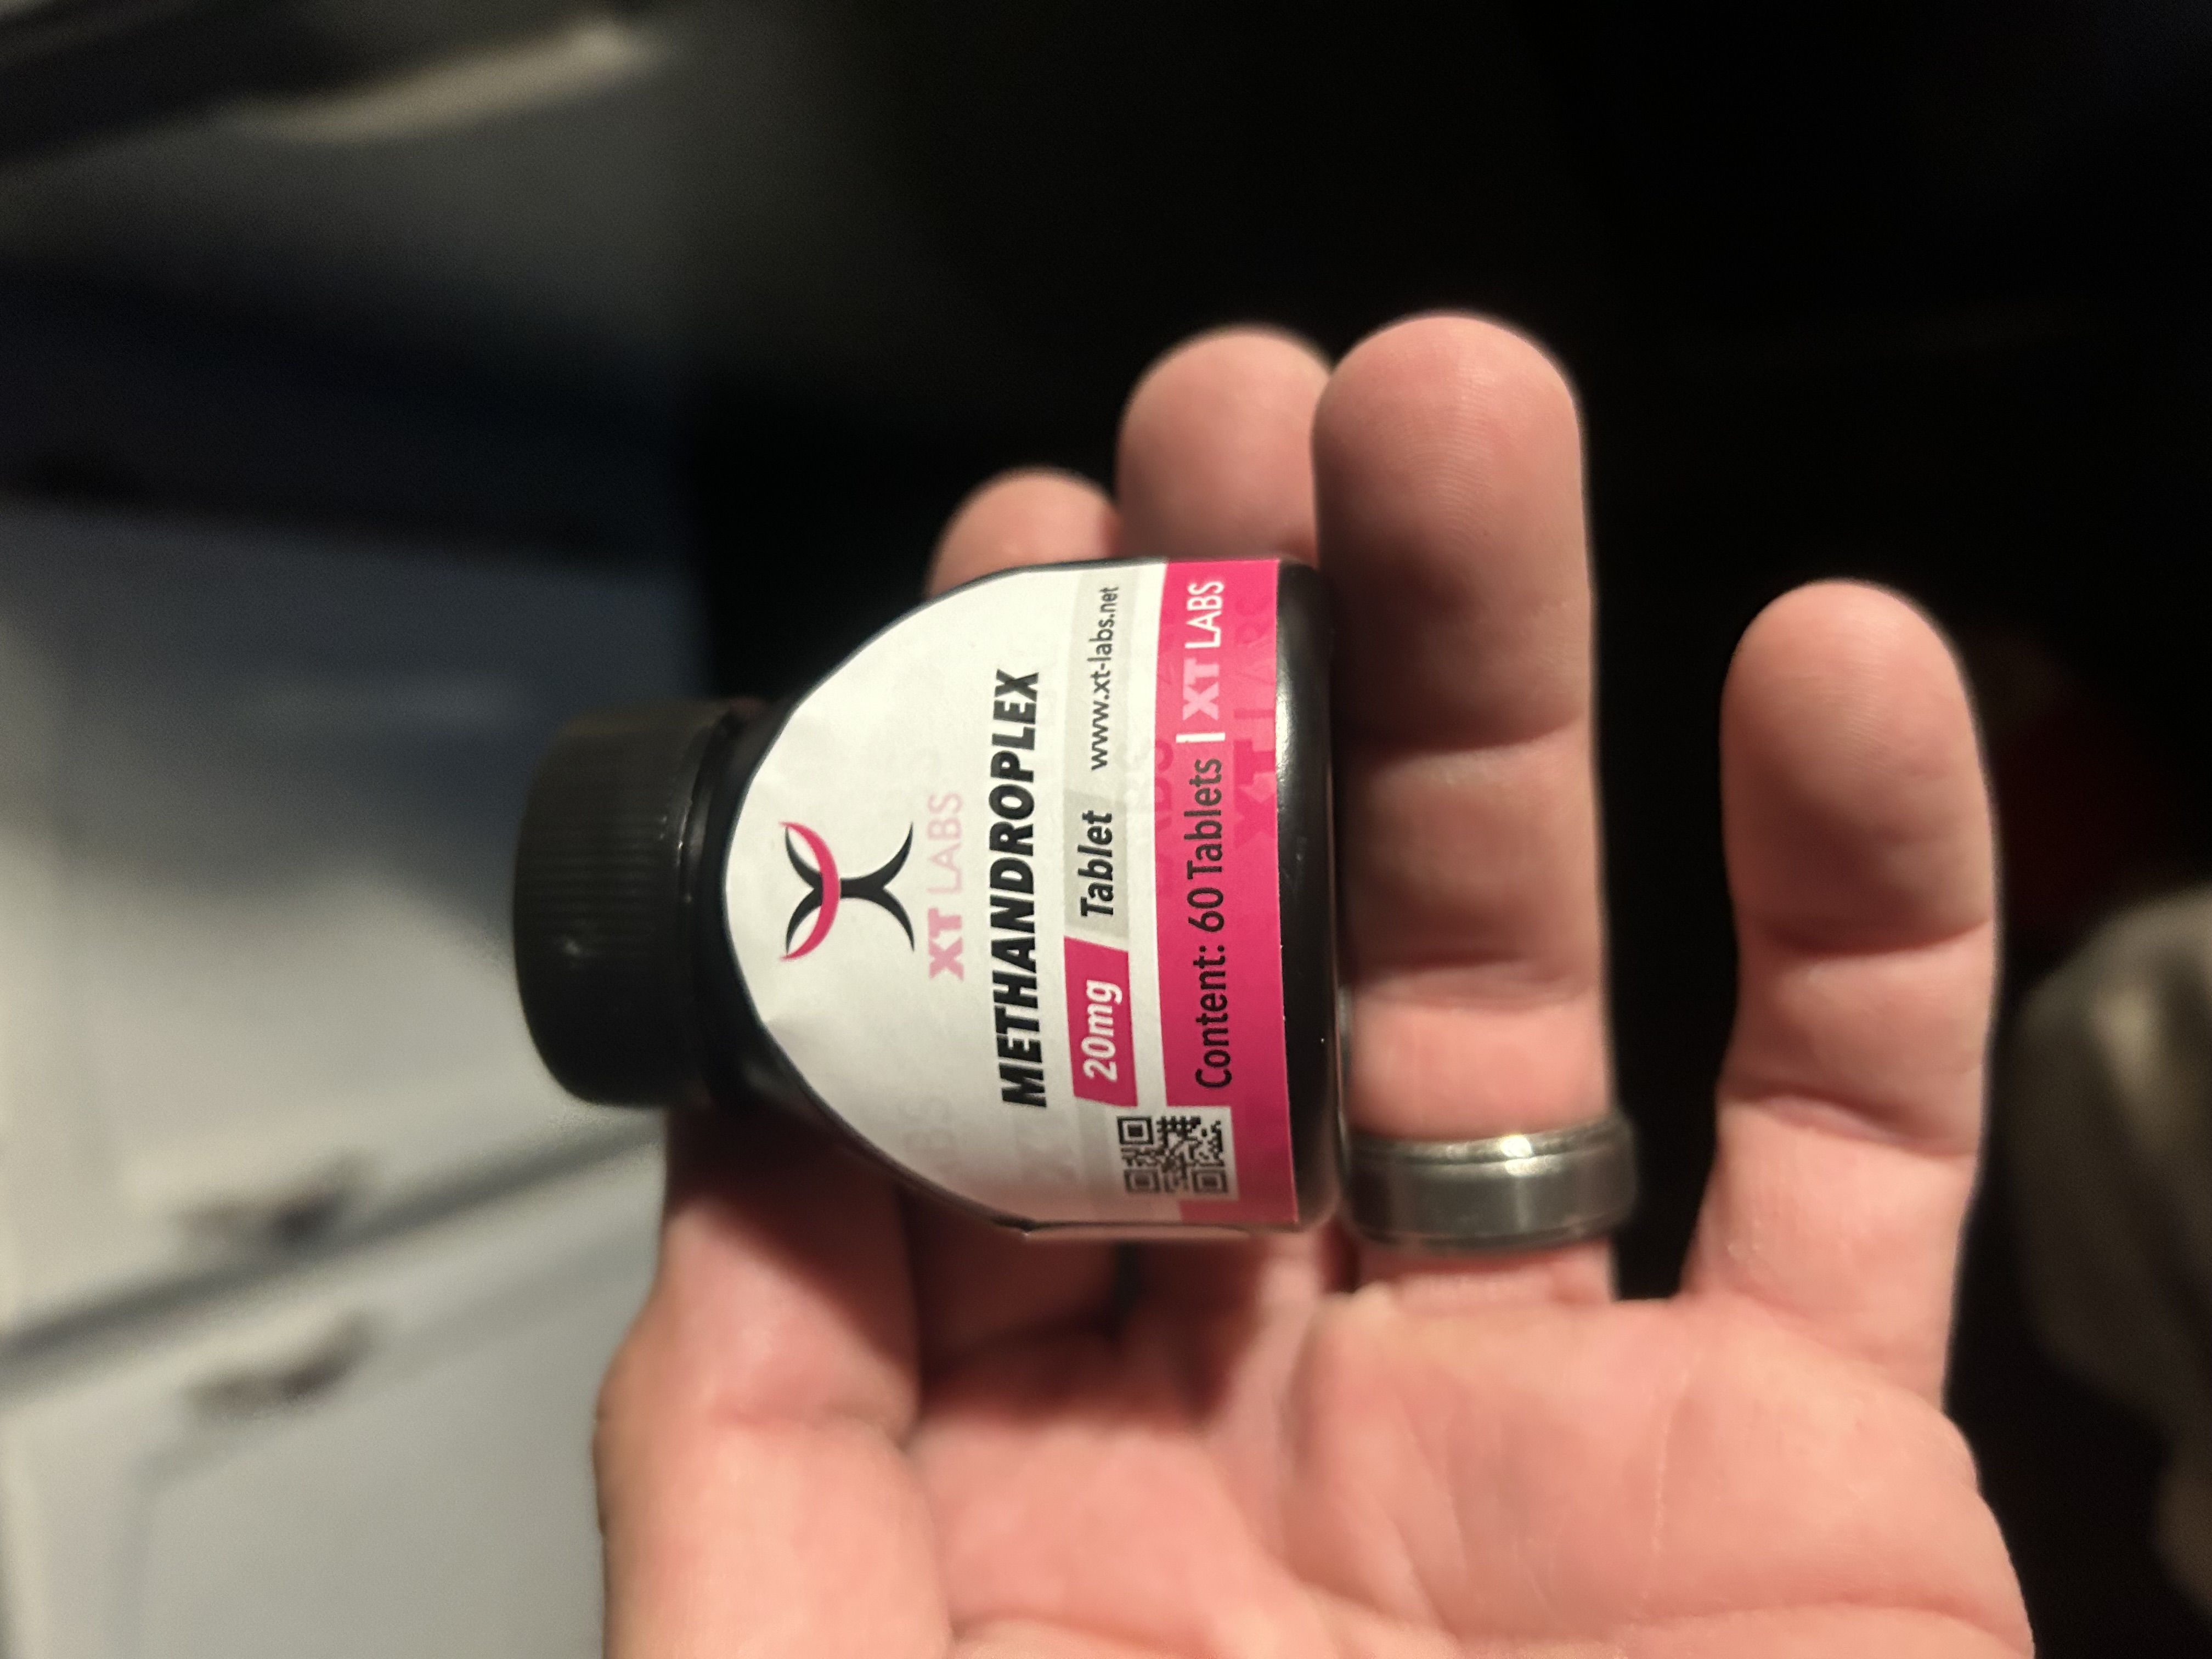 XT LABS
METHANDROPLEX
20mg Tablet www.xt-labs.net
Content: 60 Tablets | XT LABS